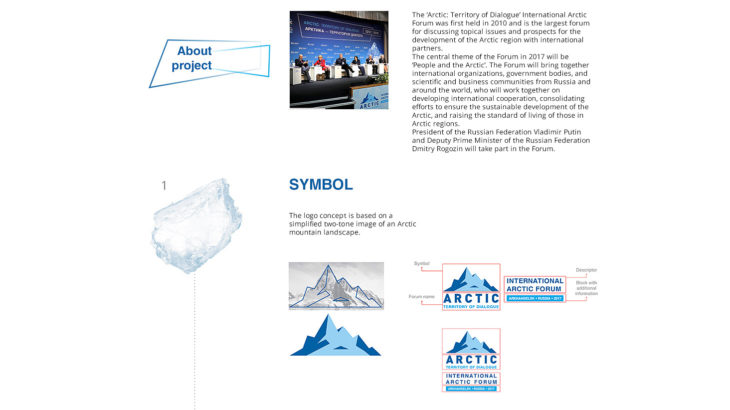 About
project
ARCTIC: TERRITORY OF DIALOGUE
АРКТИКА — ТЕРРИТОРИЯ ДИАЛОГА
ARCTIC
The 'Arctic: Territory of Dialogue' International Arctic
Forum was first held in 2010 and is the largest forum
for discussing topical issues and prospects for the
development of the Arctic region with international
partners.
The central theme of the Forum in 2017 will be
'People and the Arctic'. The Forum will bring together
international organizations, government bodies, and
scientific and business communities from Russia and
around the world, who will work together on
developing international cooperation, consolidating
efforts to ensure the sustainable development of the
Arctic, and raising the standard of living of those in
Arctic regions.
President of the Russian Federation Vladimir Putin
and Deputy Prime Minister of the Russian Federation
Dmitry Rogozin will take part in the Forum.
1
SYMBOL
The logo concept is based on a
simplified two-tone image of an Arctic
mountain landscape.
Symbol
Forum name
ARCTIC
TERRITORY OF DIALOGUE
INTERNATIONAL
ARCTIC FORUM
ARKHANGELSK • RUSSIA • 2017
Descriptor
Block with
additional
information
ARCTIC
TERRITORY OF DIALOGUE
INTERNATIONAL
ARCTIC FORUM
ARKHANGELSK • RUSSIA • 2017